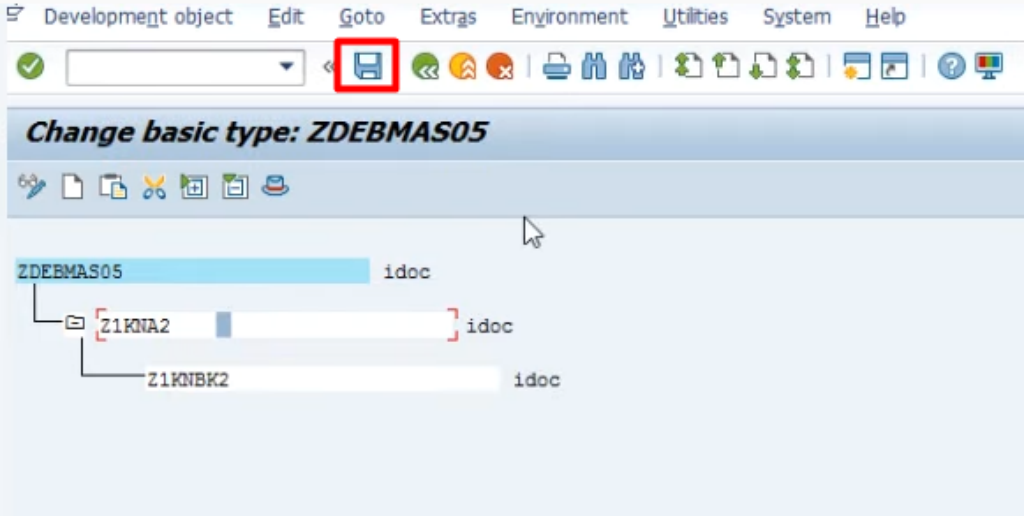 Development object Edit Goto Extras Environment Utilities System Help
Change basic type: ZDEBMAS05
ZDEBMAS05 idoc
Z1KNA2 idoc
Z1KNBK2 idoc